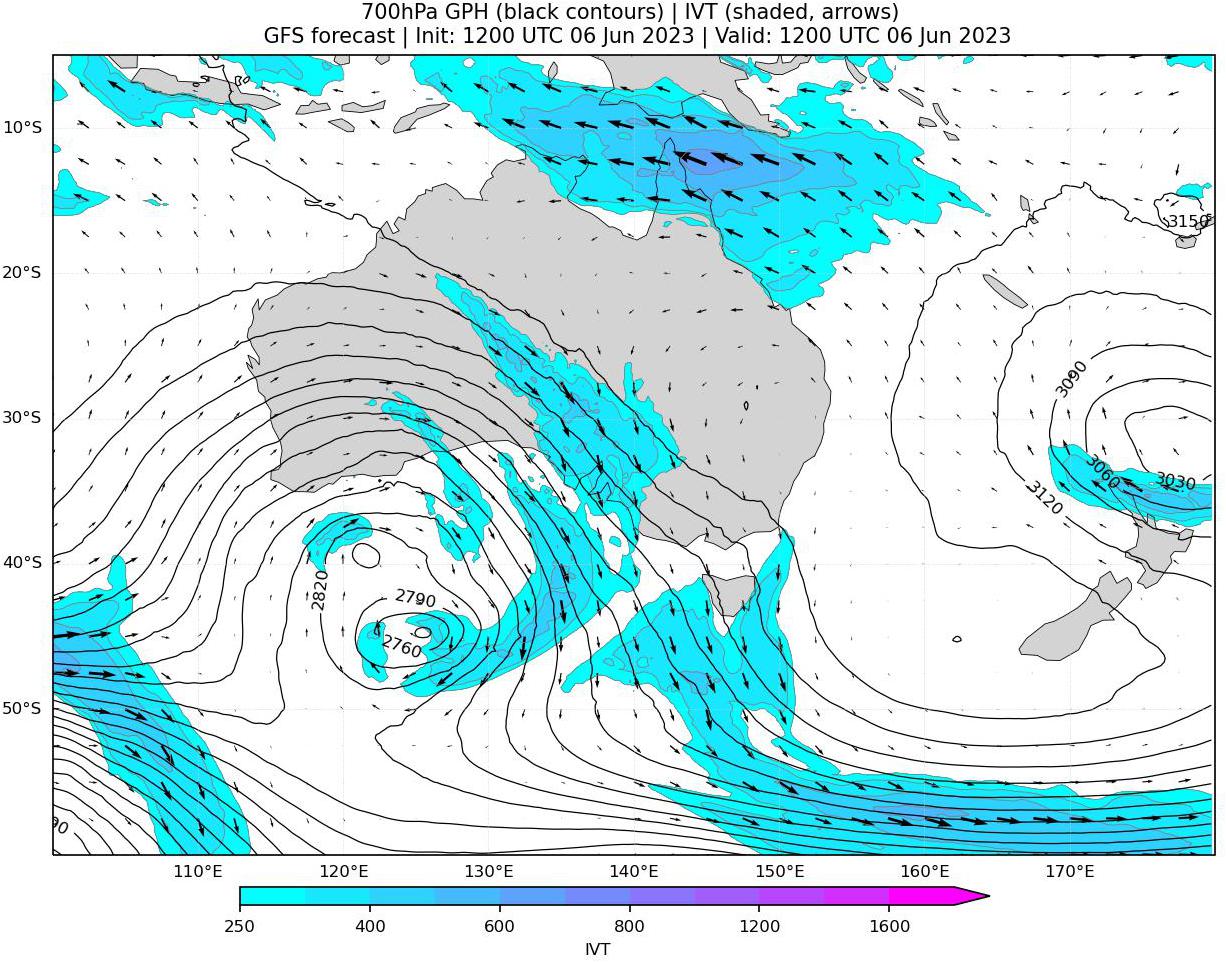 700hPa GPH (black contours) | IVT (shaded, arrows)
GFS forecast | Init: 1200 UTC 06 Jun 2023 | Valid: 1200 UTC 06 Jun 2023
10°S
3150
20°S
3090
30°S
3060
3030
3120
40°S
2820
2790
2760
50°S
90
110°E 120°E 130°E 140°E 150°E 160°E 170°E
250 400 600 800 1200 1600
IVT